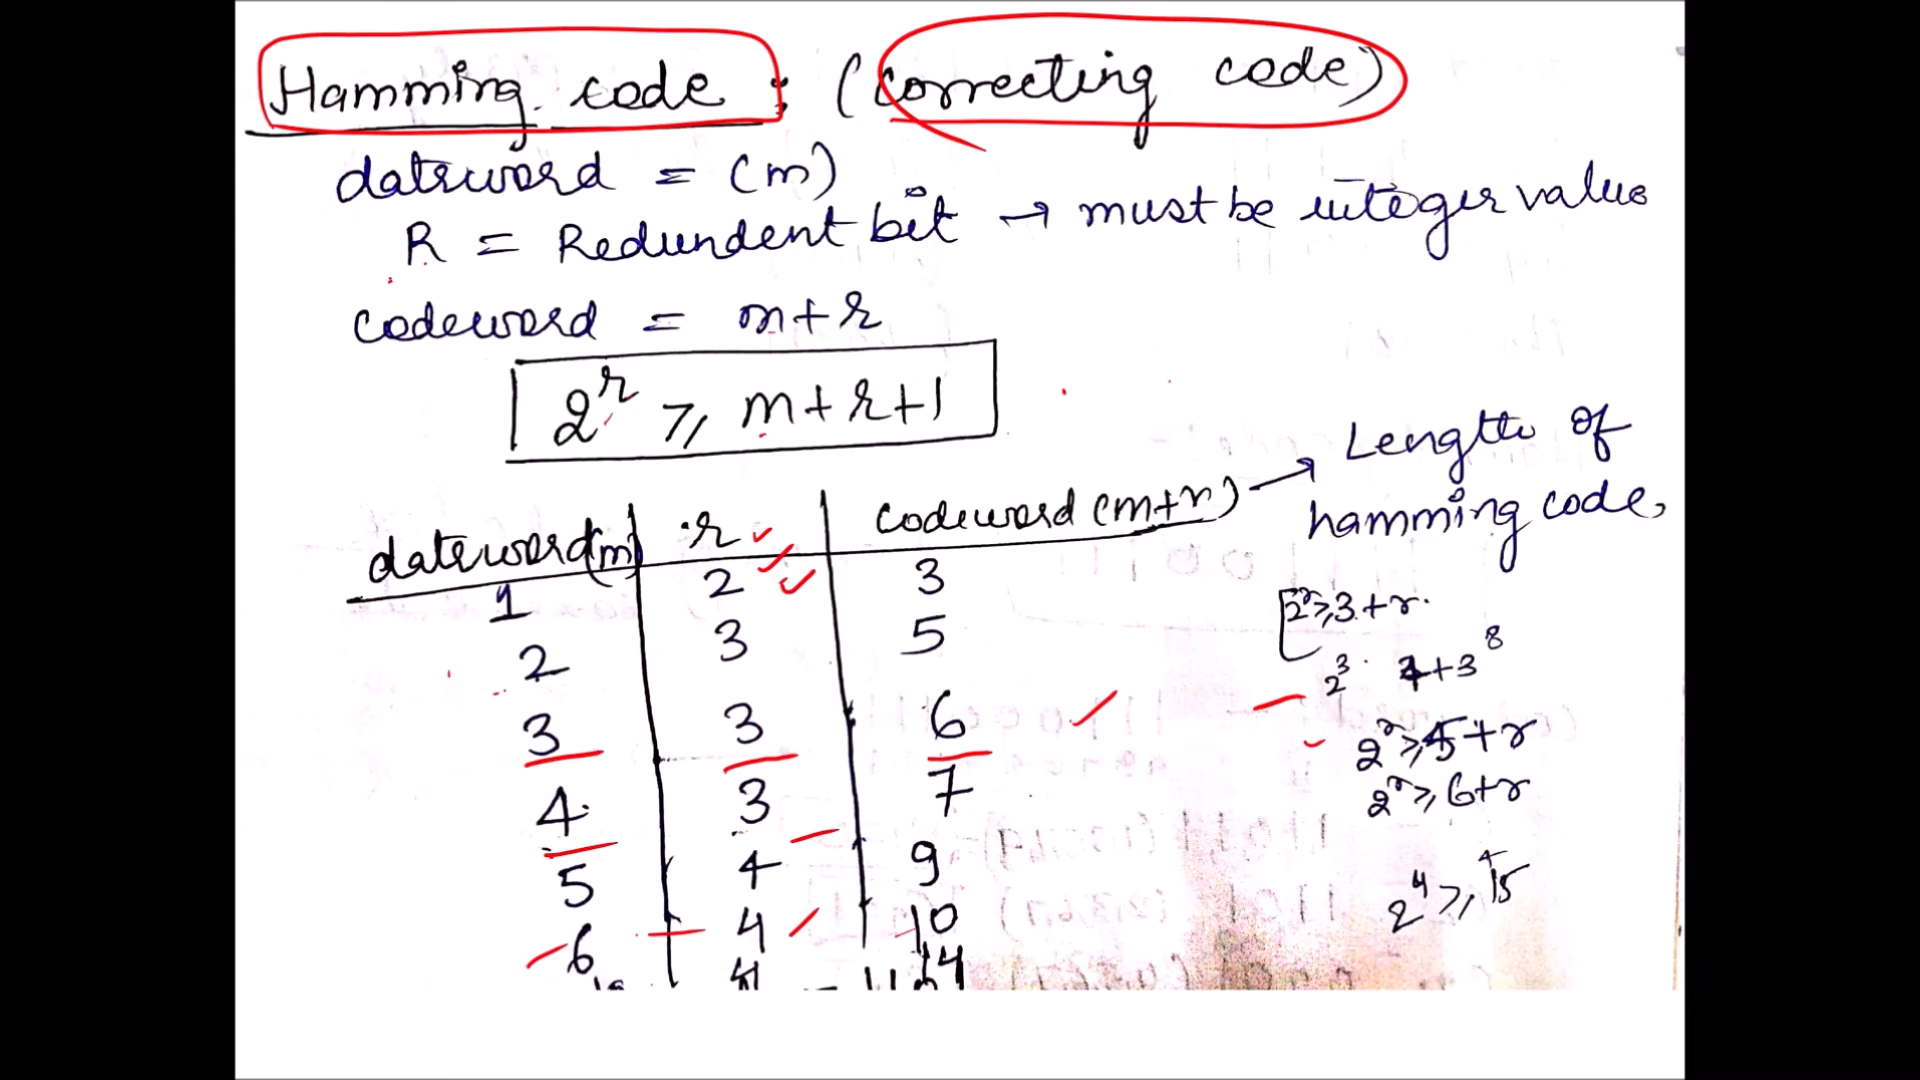 Hamming code : (correcting code)
dataword = (m)
R = Redundent bit → must be integer value
codeword = m+r
2^r ≥ m+r+1
dataword(m) r codeword (m+r) → Length of hamming code,
1 2 3
2 3 5
3 3 6
4 3 7
5 4 9
6 4 10
4 14
2^r ≥ 3+r.
2^3 4+3 8
2^r ≥ 5+r
2^r ≥ 6+r
2^4 ≥ 15